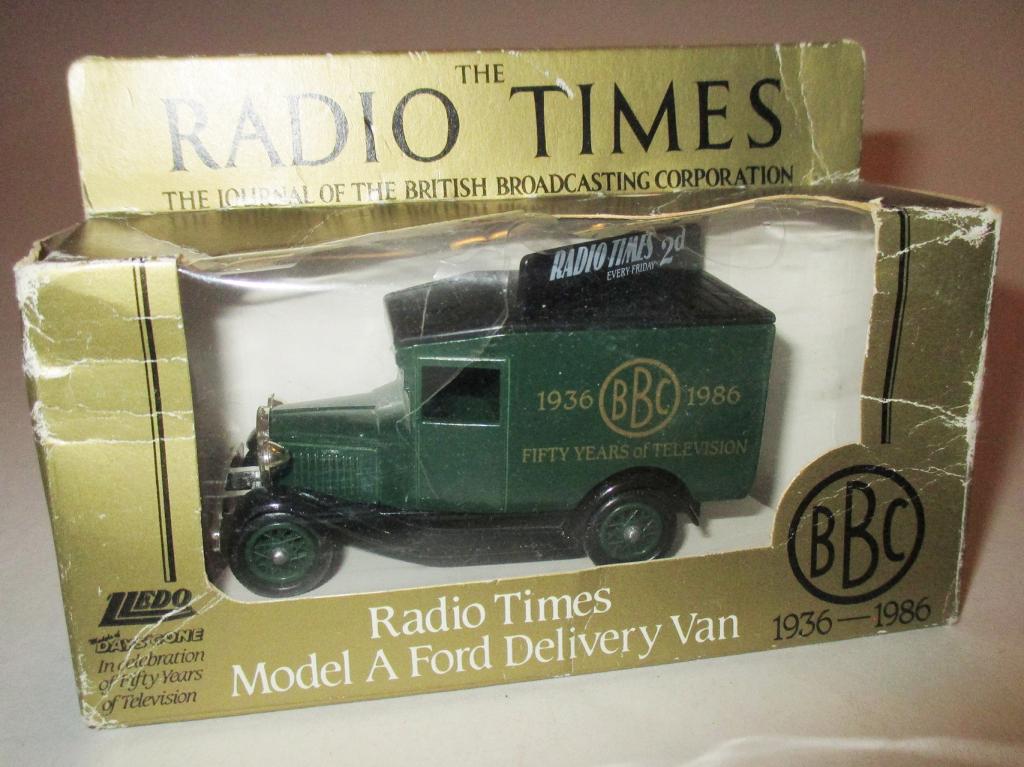 THE
RADIO TIMES
THE JOURNAL OF THE BRITISH BROADCASTING CORPORATION
RADIO TIMES 2d
EVERY FRIDAY
1936 BBC 1986
FIFTY YEARS of TELEVISION
BBC
1936—1986
LLEDO
Models of
DAYS GONE
In celebration
of Fifty Years
of Television
Radio Times
Model A Ford Delivery Van